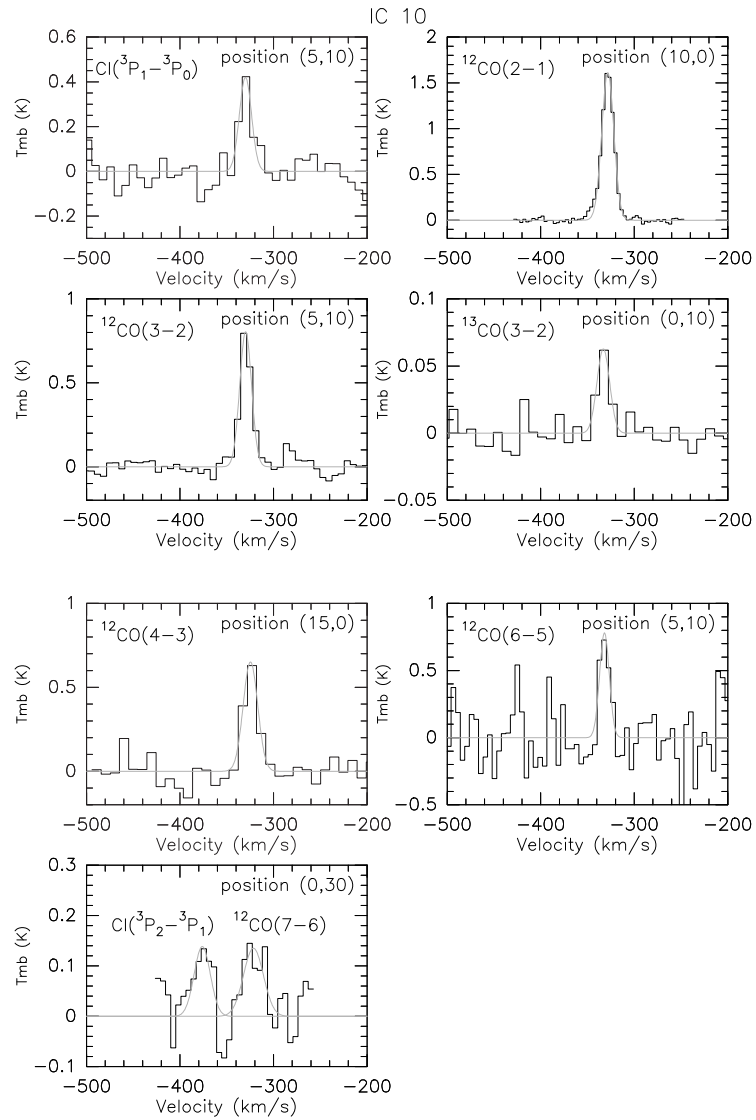 IC 10
CI(³P₁−³P₀) position (5,10)
0.6
0.4
0.2
0
−0.2
Tmb (K)
−500 −400 −300 −200
Velocity (km/s)
¹²CO(2−1) position (10,0)
2
1.5
1
0.5
0
Tmb (K)
−500 −400 −300 −200
Velocity (km/s)
¹²CO(3−2) position (5,10)
1
0.5
0
Tmb (K)
−500 −400 −300 −200
Velocity (km/s)
¹³CO(3−2) position (0,10)
0.1
0.05
0
−0.05
Tmb (K)
−500 −400 −300 −200
Velocity (km/s)
¹²CO(4−3) position (15,0)
1
0.5
0
Tmb (K)
−500 −400 −300 −200
Velocity (km/s)
¹²CO(6−5) position (5,10)
1
0.5
0
−0.5
Tmb (K)
−500 −400 −300 −200
Velocity (km/s)
position (0,30)
CI(³P₂−³P₁) ¹²CO(7−6)
0.3
0.2
0.1
0
−0.1
Tmb (K)
−500 −400 −300 −200
Velocity (km/s)